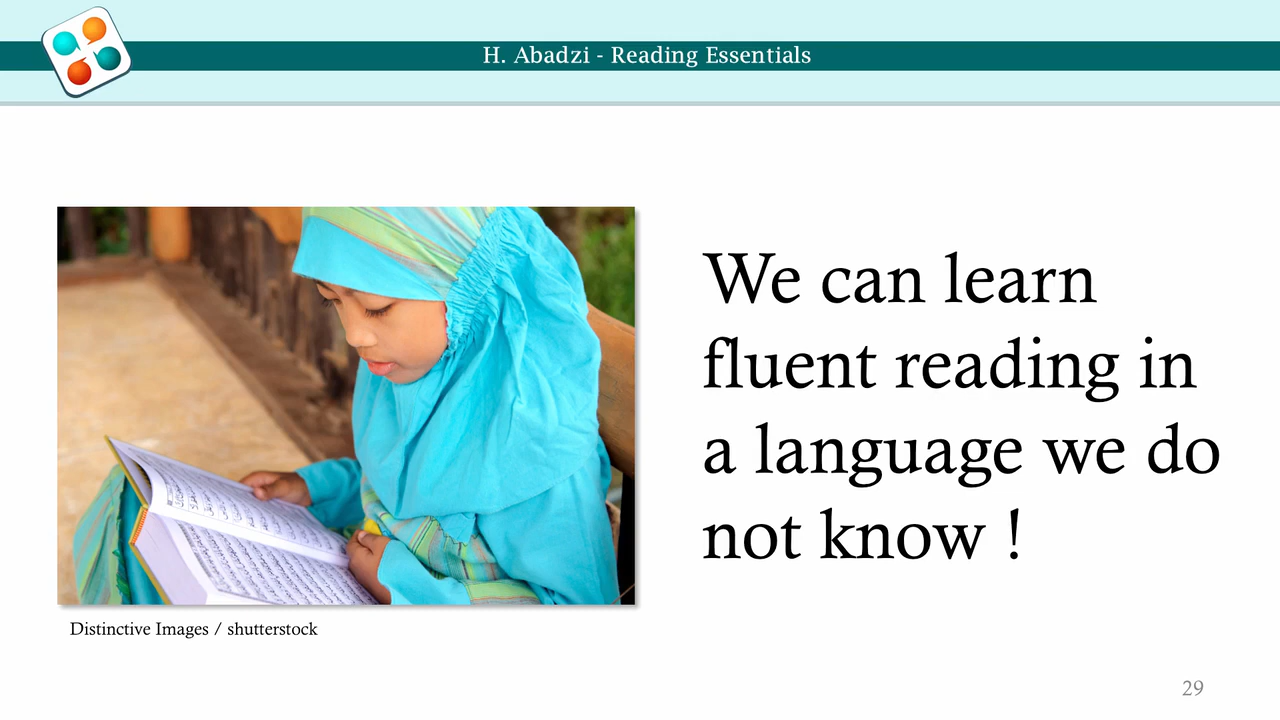 H. Abadzi - Reading Essentials
We can learn
fluent reading in
a language we do
not know !
Distinctive Images / shutterstock
29